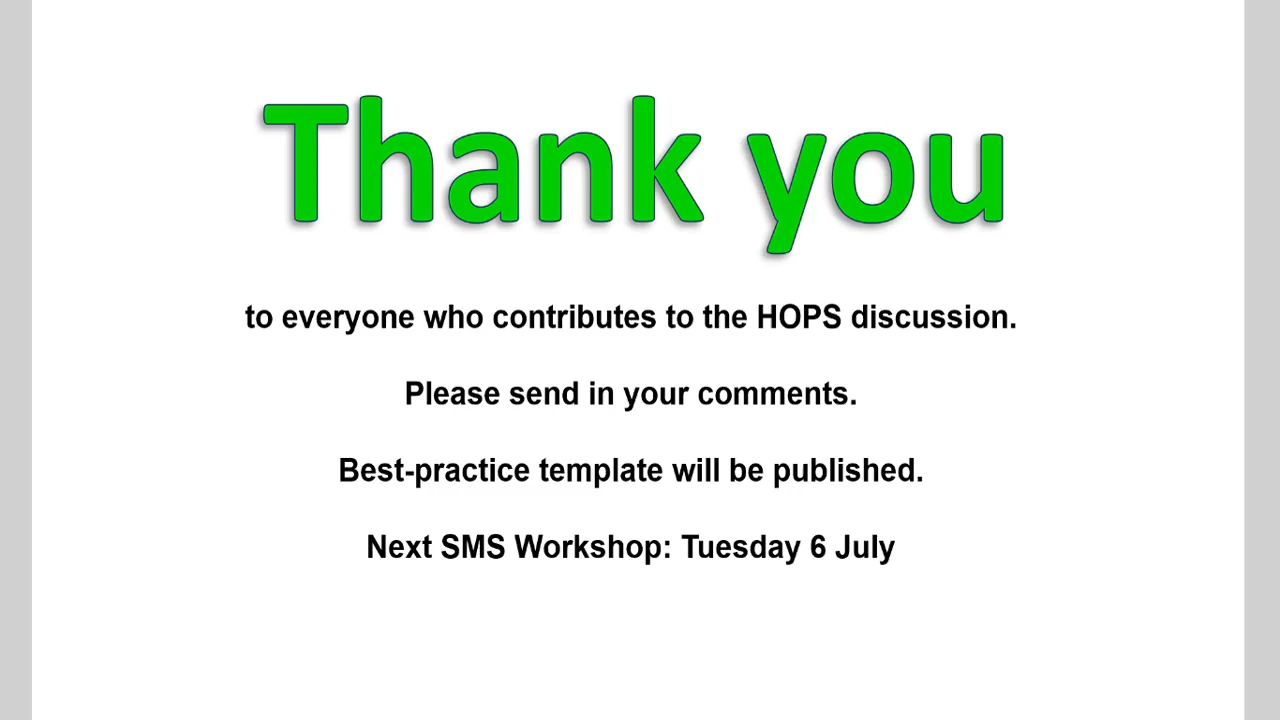 Thank you
to everyone who contributes to the HOPS discussion.
Please send in your comments.
Best-practice template will be published.
Next SMS Workshop: Tuesday 6 July